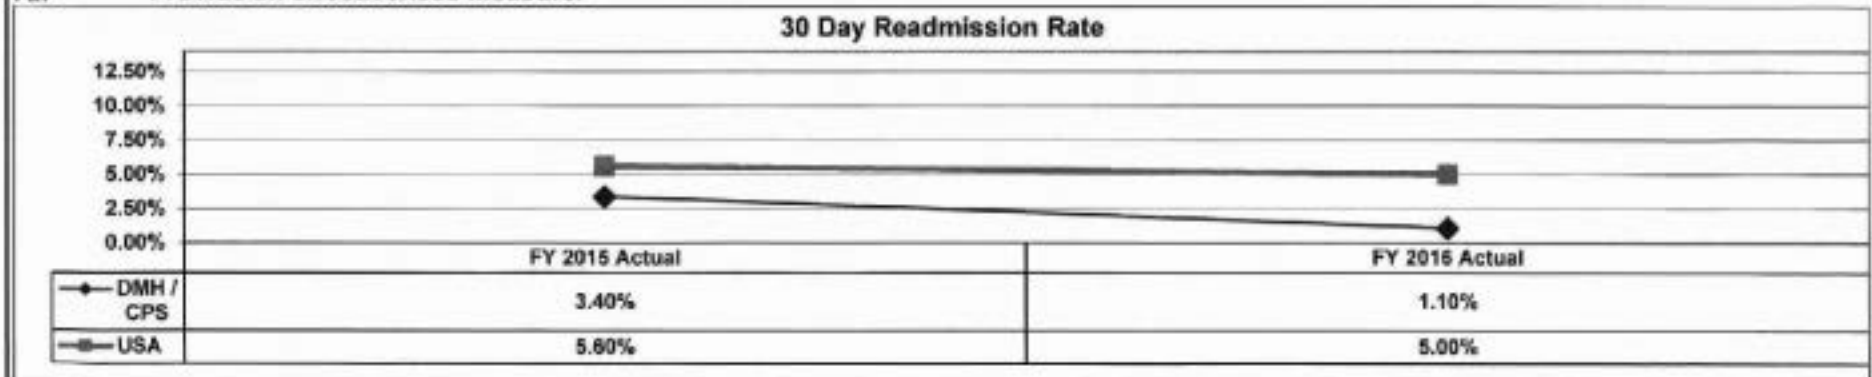 30 Day Readmission Rate
12.50%
10.00%
7.50%
5.00%
2.50%
0.00%
FY 2015 Actual FY 2016 Actual
DMH / CPS 3.40% 1.10%
USA 5.60% 5.00%